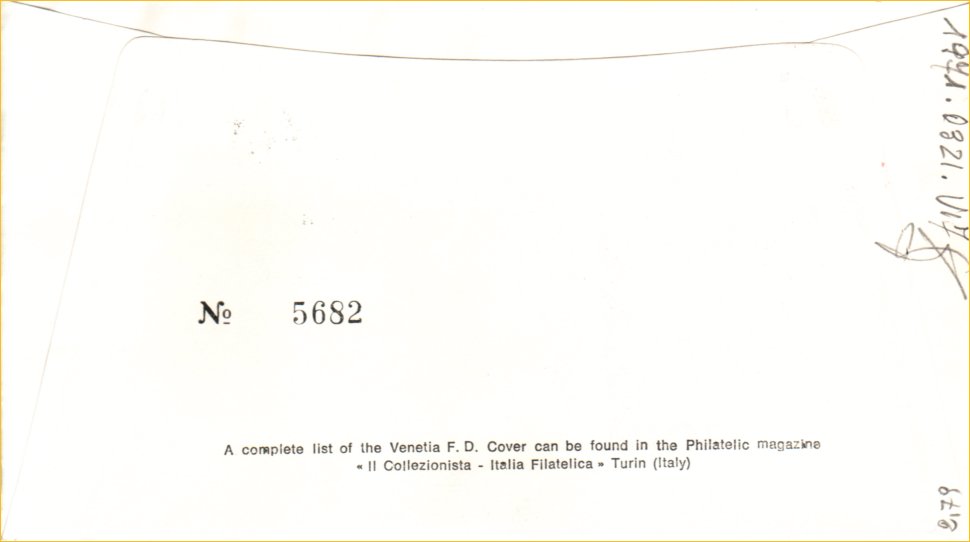 № 5682
A complete list of the Venetia F. D. Cover can be found in the Philatelic magazine
« Il Collezionista - Italia Filatelica » Turin (Italy)